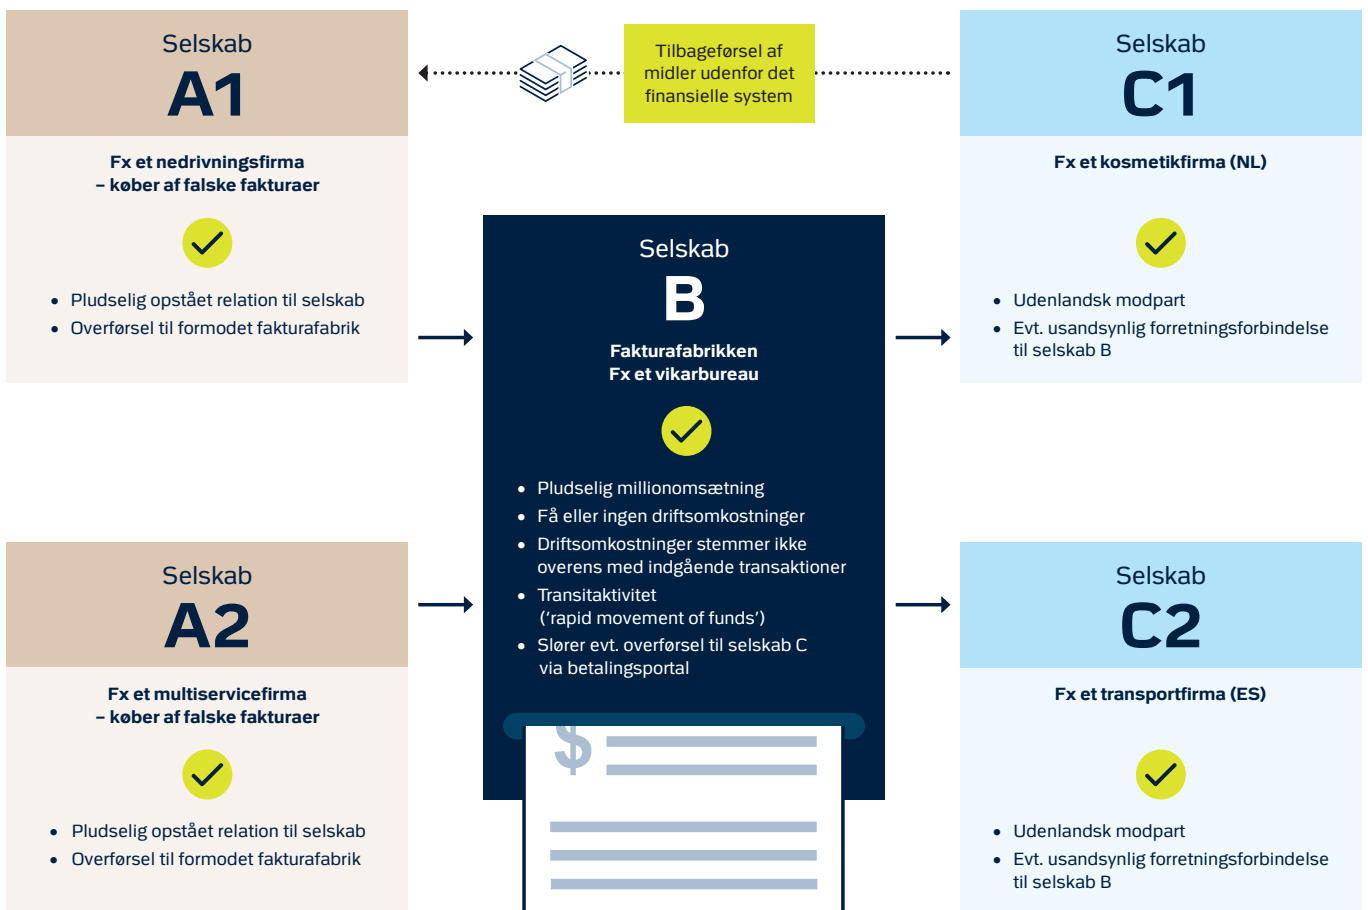 Selskab
A1
Fx et nedrivningsfirma
– køber af falske fakturaer
• Pludselig opstået relation til selskab
• Overførsel til formodet fakturafabrik
Tilbageførsel af
midler udenfor det
finansielle system
Selskab
C1
Fx et kosmetikfirma (NL)
• Udenlandsk modpart
• Evt. usandsynlig forretningsforbindelse
til selskab B
Selskab
B
Fakturafabrikken
Fx et vikarbureau
• Pludselig millionomsætning
• Få eller ingen driftsomkostninger
• Driftsomkostninger stemmer ikke
overens med indgående transaktioner
• Transitaktivitet
('rapid movement of funds')
• Slører evt. overførsel til selskab C
via betalingsportal
$
Selskab
A2
Fx et multiservicefirma
– køber af falske fakturaer
• Pludselig opstået relation til selskab
• Overførsel til formodet fakturafabrik
Selskab
C2
Fx et transportfirma (ES)
• Udenlandsk modpart
• Evt. usandsynlig forretningsforbindelse
til selskab B